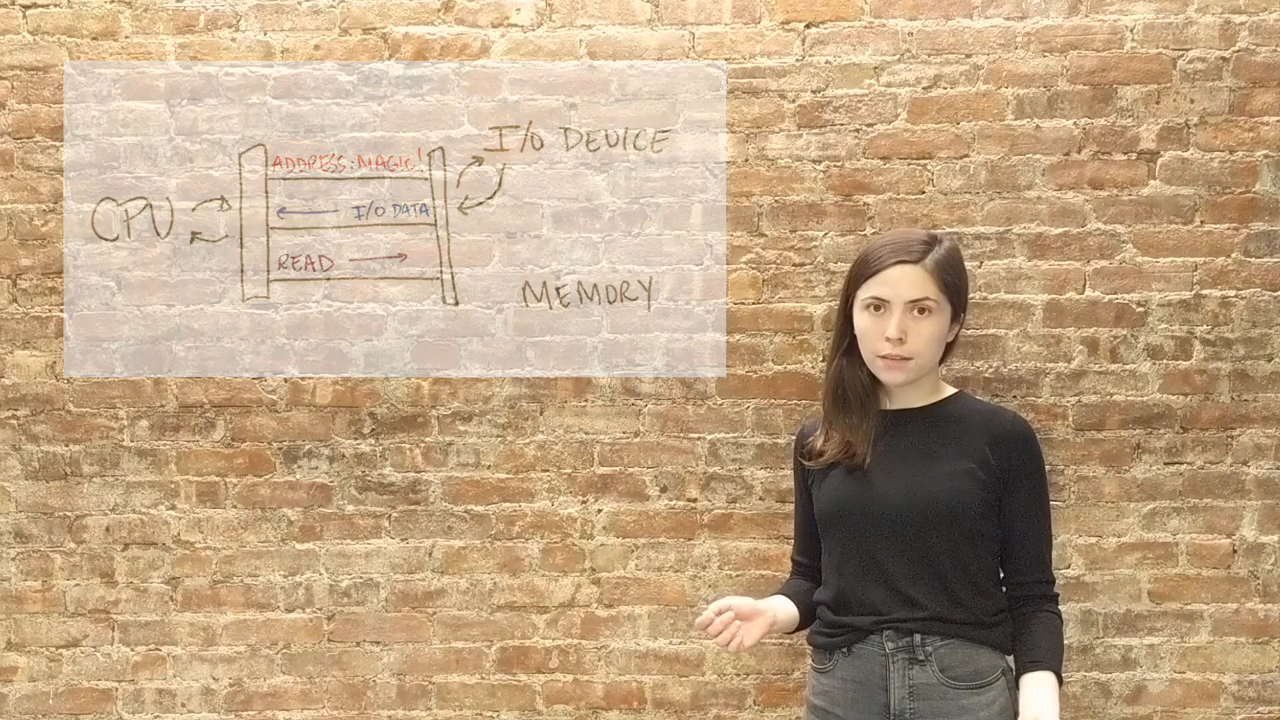 I/O DEVICE
ADDRESS: MAGIC!
CPU
I/O DATA
READ
MEMORY